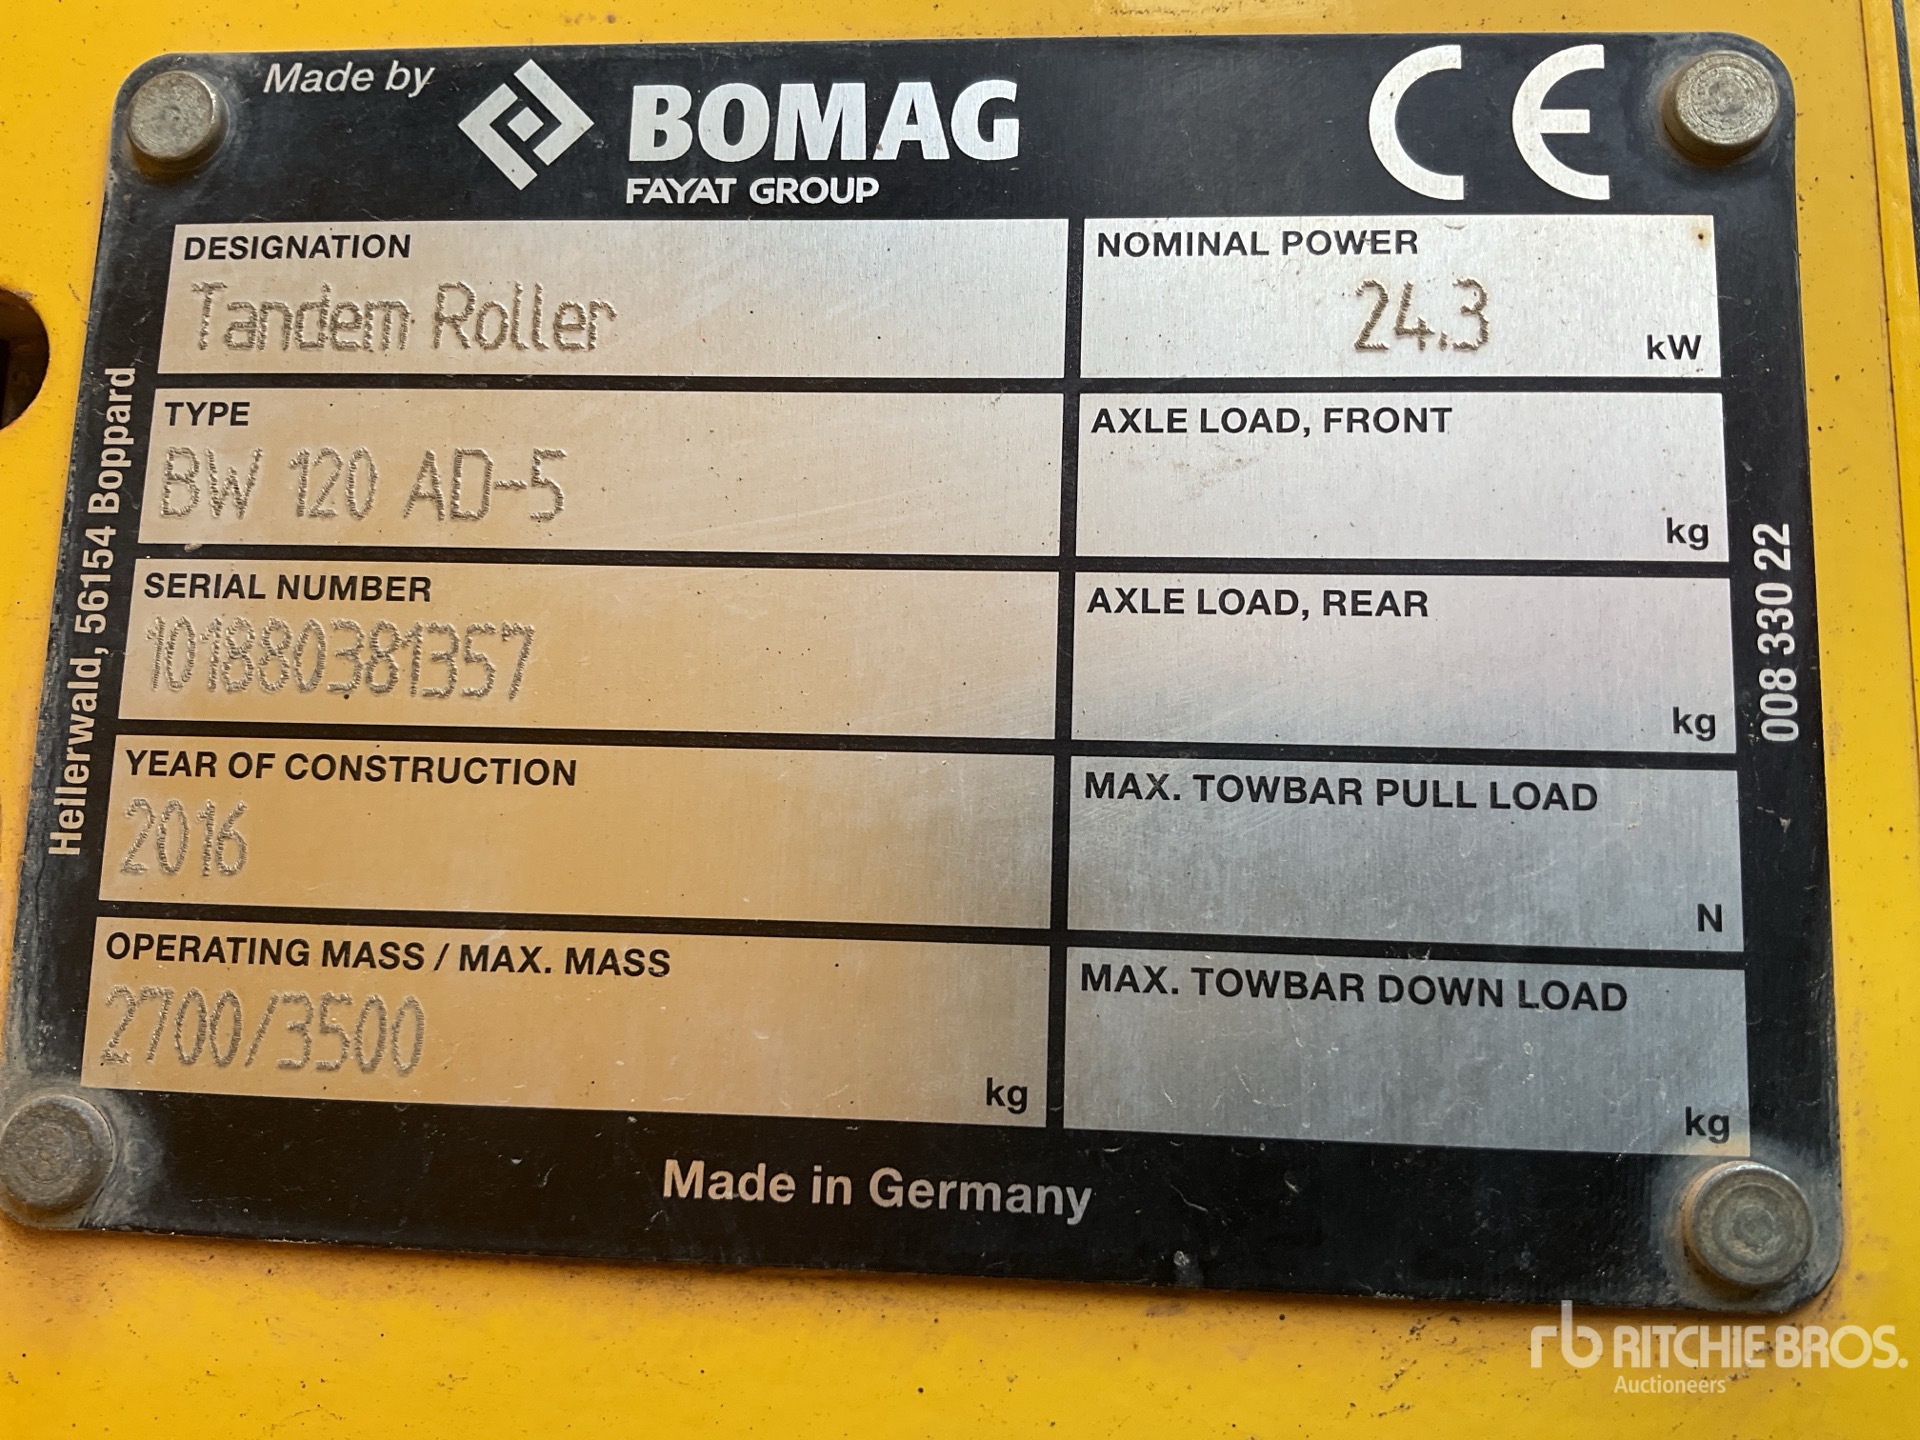 Made by
BOMAG
FAYAT GROUP
CE
DESIGNATION
Tandem Roller
NOMINAL POWER
24.3
kW
TYPE
BW 120 AD-5
AXLE LOAD, FRONT
kg
SERIAL NUMBER
101880381357
AXLE LOAD, REAR
kg
YEAR OF CONSTRUCTION
2016
MAX. TOWBAR PULL LOAD
N
OPERATING MASS / MAX. MASS
2700/3500
kg
MAX. TOWBAR DOWN LOAD
kg
Made in Germany
Hellerwald, 56154 Boppard
008 330 22
rb RITCHIE BROS.
Auctioneers